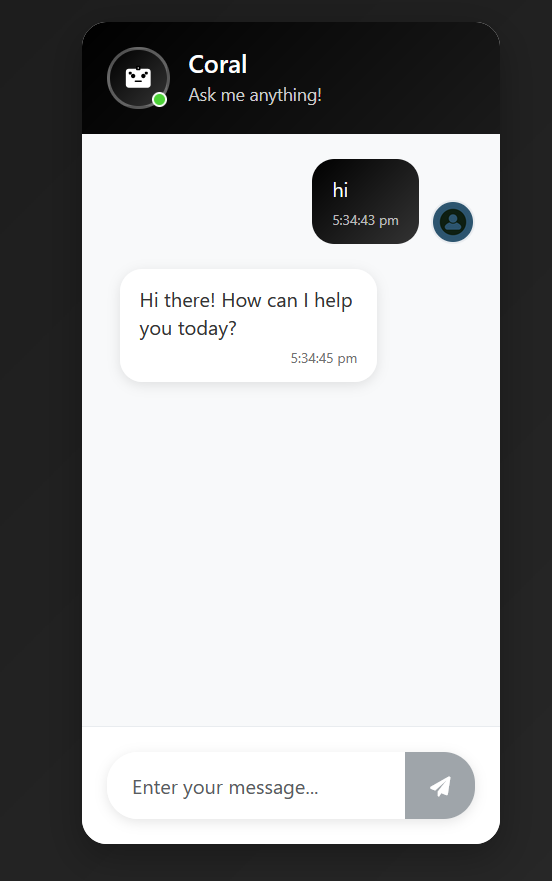 Coral
Ask me anything!
hi
5:34:43 pm
Hi there! How can I help
you today?
5:34:45 pm
Enter your message...